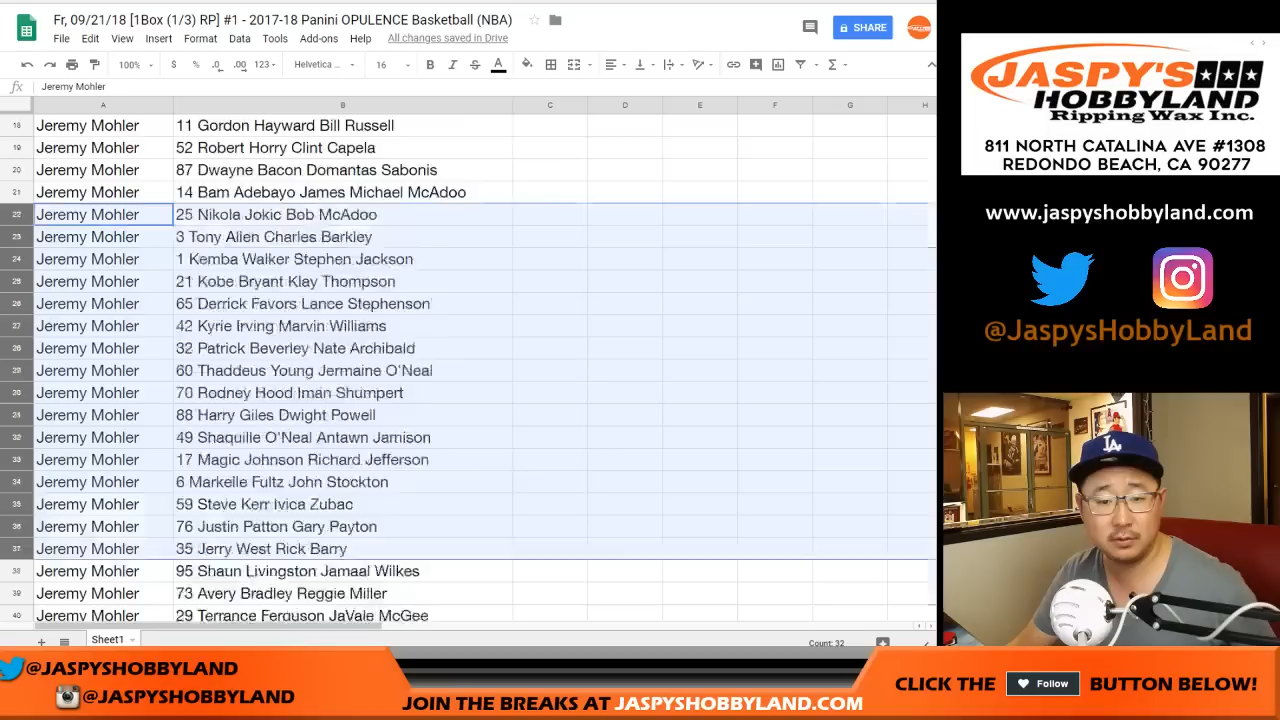 Fr, 09/21/18 [1Box (1/3) RP] #1 - 2017-18 Panini OPULENCE Basketball (NBA)
File Edit View Insert Format Data Tools Add-ons Help All changes saved in Drive
SHARE
100% $ % .0 .00 123 Helvetica ... 16 B I S A
fx Jeremy Mohler
A B C D E F G H
18 Jeremy Mohler 11 Gordon Hayward Bill Russell
19 Jeremy Mohler 52 Robert Horry Clint Capela
20 Jeremy Mohler 87 Dwayne Bacon Domantas Sabonis
21 Jeremy Mohler 14 Bam Adebayo James Michael McAdoo
22 Jeremy Mohler 25 Nikola Jokic Bob McAdoo
23 Jeremy Mohler 3 Tony Allen Charles Barkley
24 Jeremy Mohler 1 Kemba Walker Stephen Jackson
25 Jeremy Mohler 21 Kobe Bryant Klay Thompson
26 Jeremy Mohler 65 Derrick Favors Lance Stephenson
27 Jeremy Mohler 42 Kyrie Irving Marvin Williams
28 Jeremy Mohler 32 Patrick Beverley Nate Archibald
29 Jeremy Mohler 60 Thaddeus Young Jermaine O'Neal
30 Jeremy Mohler 70 Rodney Hood Iman Shumpert
31 Jeremy Mohler 88 Harry Giles Dwight Powell
32 Jeremy Mohler 49 Shaquille O'Neal Antawn Jamison
33 Jeremy Mohler 17 Magic Johnson Richard Jefferson
34 Jeremy Mohler 6 Markelle Fultz John Stockton
35 Jeremy Mohler 59 Steve Kerr Ivica Zubac
36 Jeremy Mohler 76 Justin Patton Gary Payton
37 Jeremy Mohler 35 Jerry West Rick Barry
38 Jeremy Mohler 95 Shaun Livingston Jamaal Wilkes
39 Jeremy Mohler 73 Avery Bradley Reggie Miller
40 Jeremy Mohler 29 Terrance Ferguson JaVale McGee
Sheet1
Count: 32
JASPY'S
HOBBYLAND
Ripping Wax Inc.
811 NORTH CATALINA AVE #1308
REDONDO BEACH, CA 90277
www.jaspyshobbyland.com
@JaspysHobbyLand
LA
@JASPYSHOBBYLAND
@JASPYSHOBBYLAND
JOIN THE BREAKS AT JASPYSHOBBYLAND.COM
CLICK THE Follow BUTTON BELOW!